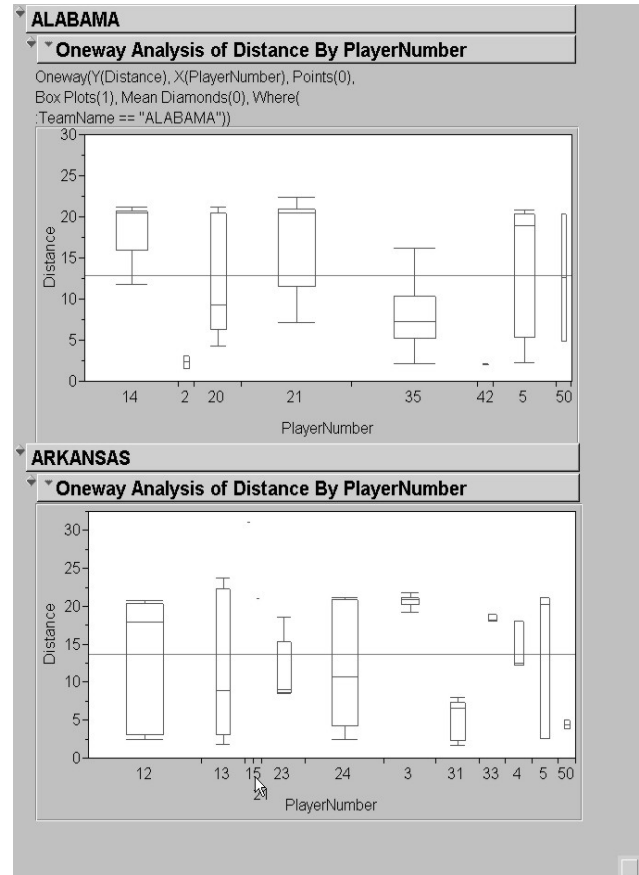 ALABAMA
Oneway Analysis of Distance By PlayerNumber
Oneway(Y(Distance), X(PlayerNumber), Points(0),
Box Plots(1), Mean Diamonds(0), Where(
:TeamName == "ALABAMA"))
30
25
20
15
10
5
0
Distance
14 2 20 21 35 42 5 50
PlayerNumber
ARKANSAS
Oneway Analysis of Distance By PlayerNumber
30
25
20
15
10
5
0
Distance
12 13 15 23 24 3 31 33 4 5 50
21
PlayerNumber